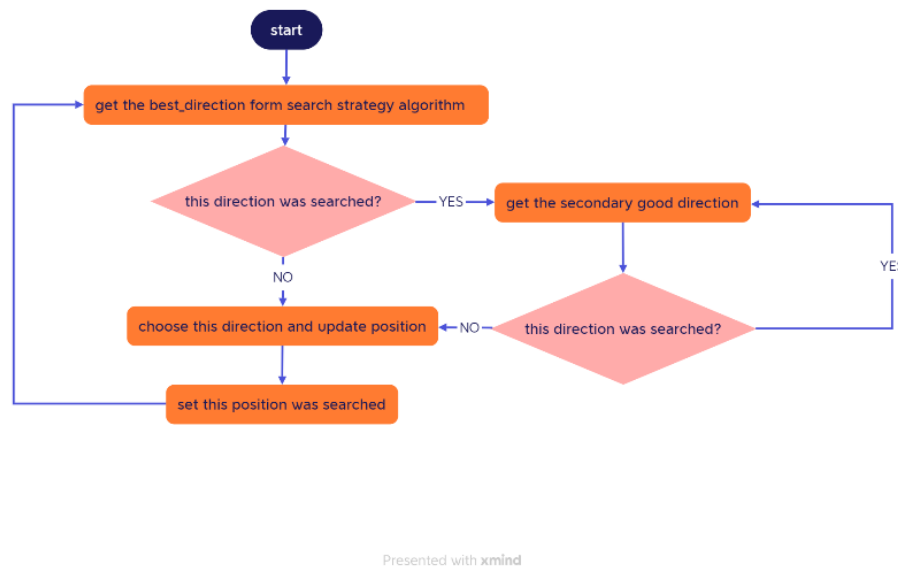 start
get the best_direction form search strategy algorithm
this direction was searched?
YES
get the secondary good direction
NO
YES
choose this direction and update position
NO
this direction was searched?
set this position was searched
Presented with xmind